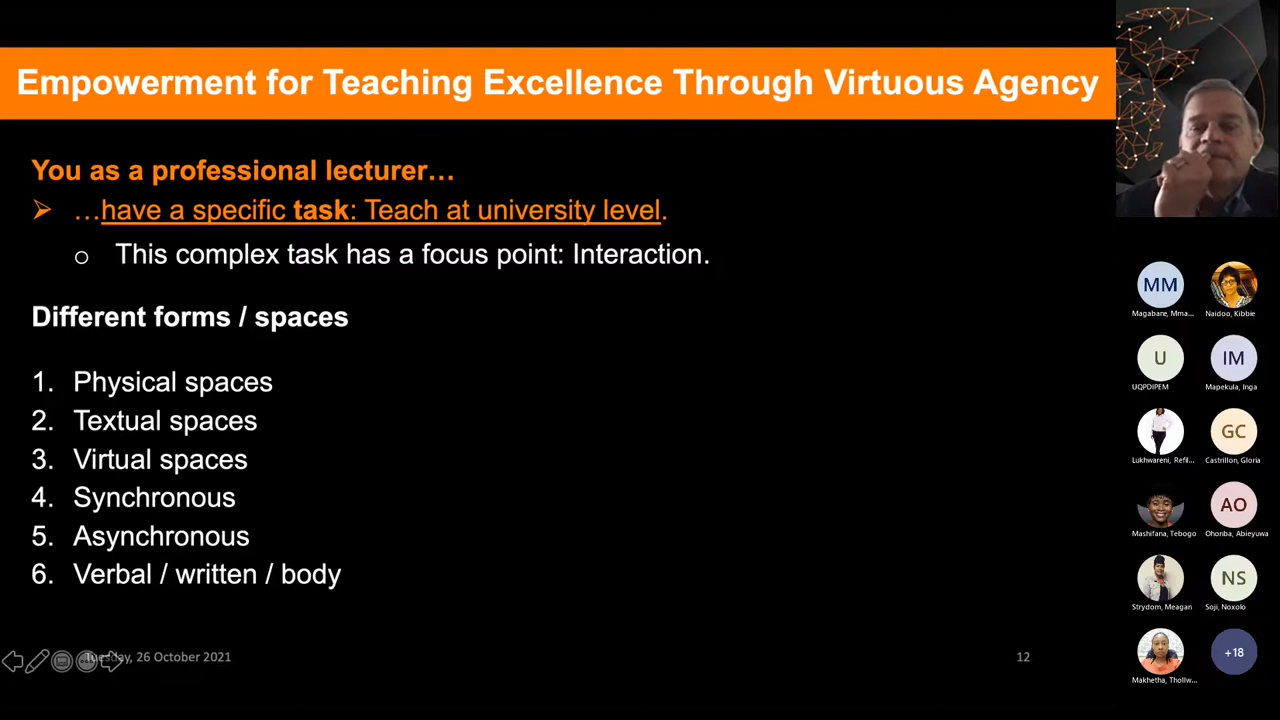 Empowerment for Teaching Excellence Through Virtuous Agency
You as a professional lecturer…
…have a specific task: Teach at university level.
o This complex task has a focus point: Interaction.
Different forms / spaces
1. Physical spaces
2. Textual spaces
3. Virtual spaces
4. Synchronous
5. Asynchronous
6. Verbal / written / body
Tuesday, 26 October 2021
12
MM
Magabane, Mma...
Naidoo, Kibbie
U
UQPDIPEM
IM
Mapekula, Inga
Lukhwareni, Refil...
GC
Castrillon, Gloria
Mashifana, Tebogo
AO
Ohonba, Abieyuwa
Strydom, Meagan
NS
Soji, Noxolo
Makhetha, Thollw...
+18